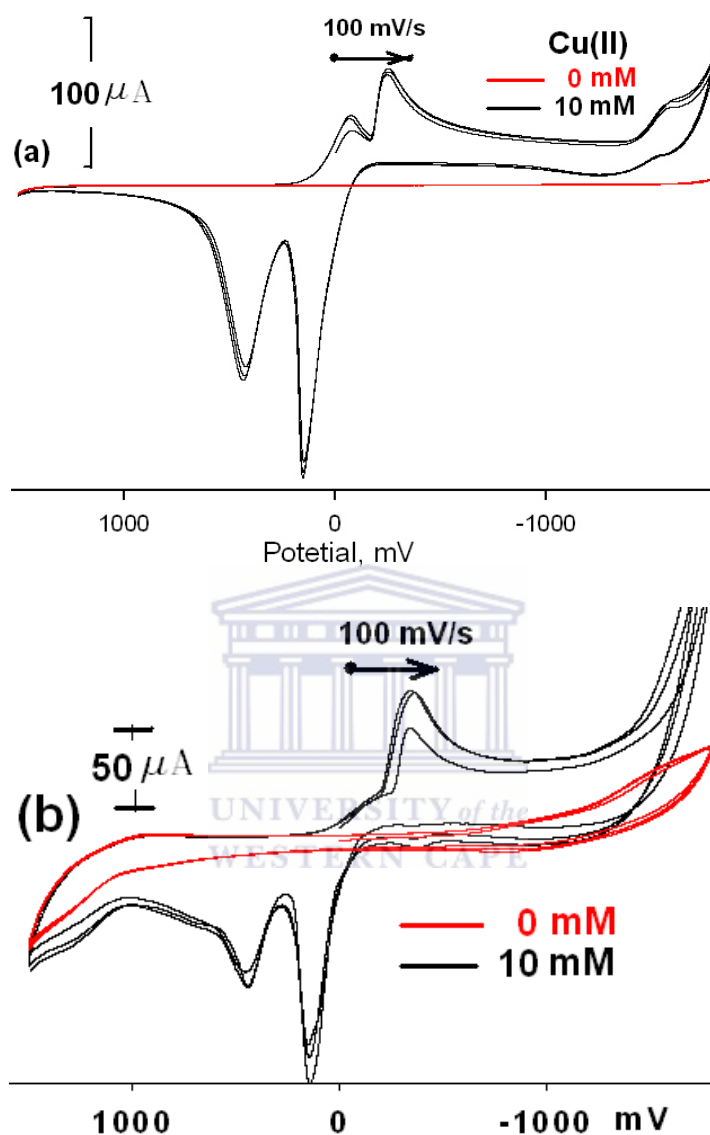 100 mV/s
Cu(II)
0 mM
10 mM
100 μA
(a)
1000 0 -1000
Potetial, mV
100 mV/s
50 μA
(b)
UNIVERSITY of the
WESTERN CAPE
0 mM
10 mM
1000 0 -1000 mV